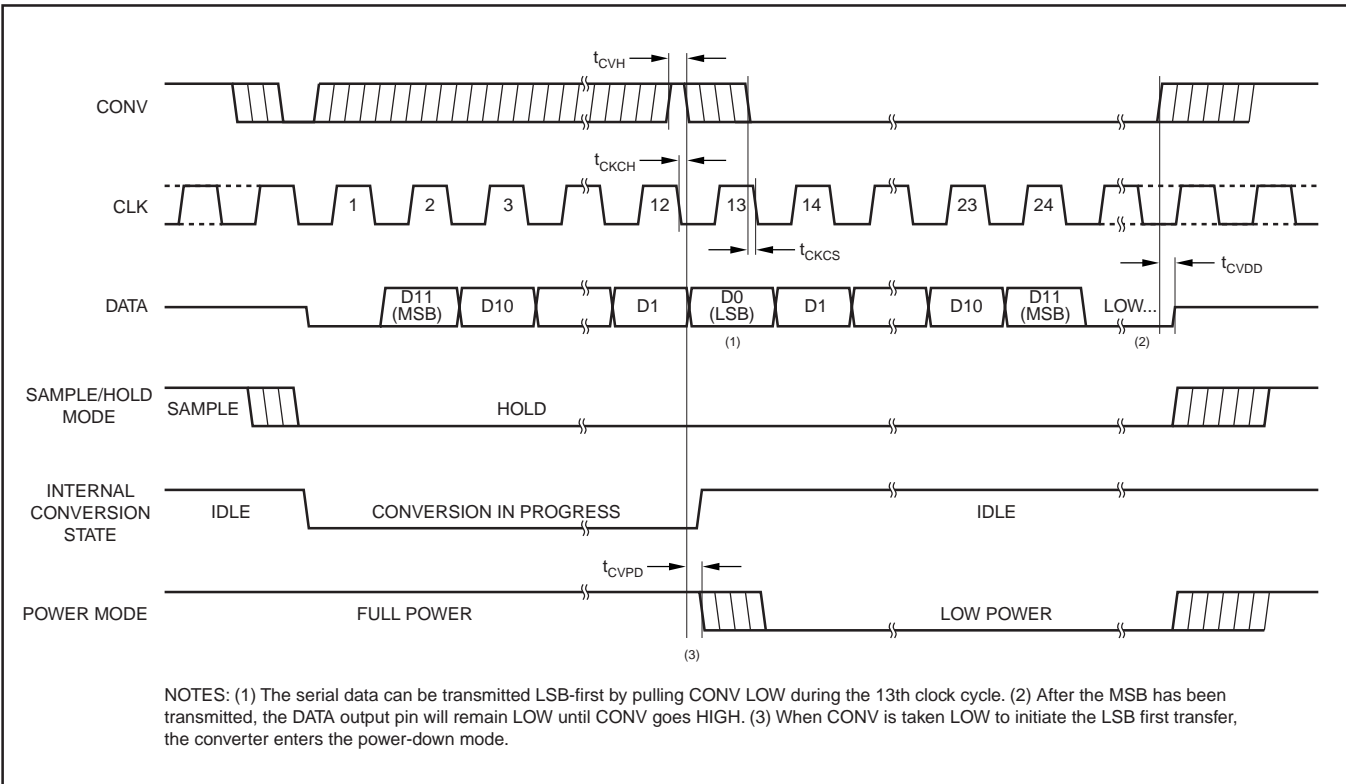 tCVH
CONV
tCKCH
CLK
1 2 3 12 13 14 23 24
tCKCS
tCVDD
DATA
D11 (MSB) D10 D1 D0 (LSB) D1 D10 D11 (MSB) LOW...
(1) (2)
SAMPLE/HOLD
MODE
SAMPLE HOLD
INTERNAL
CONVERSION
STATE
IDLE CONVERSION IN PROGRESS IDLE
tCVPD
POWER MODE
FULL POWER LOW POWER
(3)
NOTES: (1) The serial data can be transmitted LSB-first by pulling CONV LOW during the 13th clock cycle. (2) After the MSB has been
transmitted, the DATA output pin will remain LOW until CONV goes HIGH. (3) When CONV is taken LOW to initiate the LSB first transfer,
the converter enters the power-down mode.